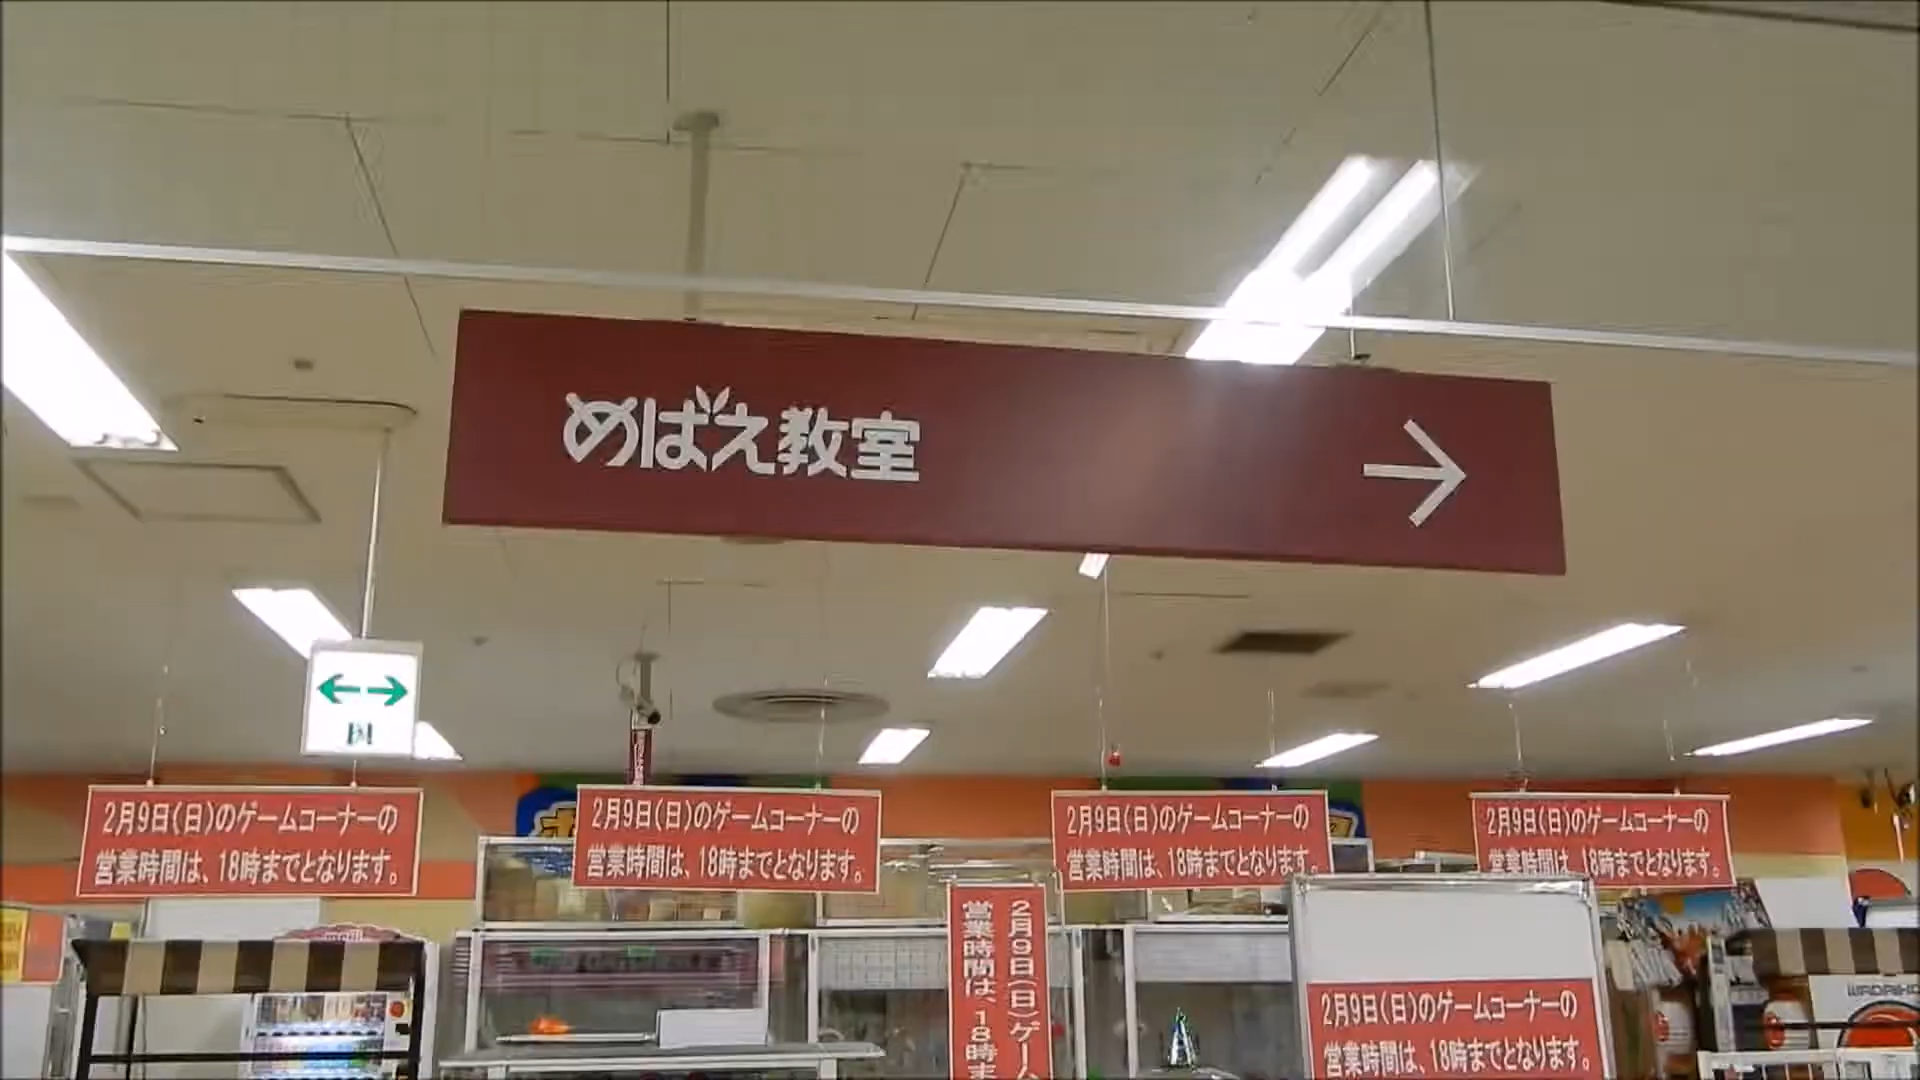 めばえ教室
2月9日(日)のゲームコーナーの
営業時間は、18時までとなります。
2月9日(日)のゲームコーナーの
営業時間は、18時までとなります。
2月9日(日)のゲームコーナーの
営業時間は、18時までとなります。
2月9日(日)のゲームコーナーの
営業時間は、18時までとなります。
2月9日(日)ゲーム
営業時間は、18時ま
2月9日(日)のゲームコーナーの
営業時間は、18時までとなります。
meiji
WADAIKO